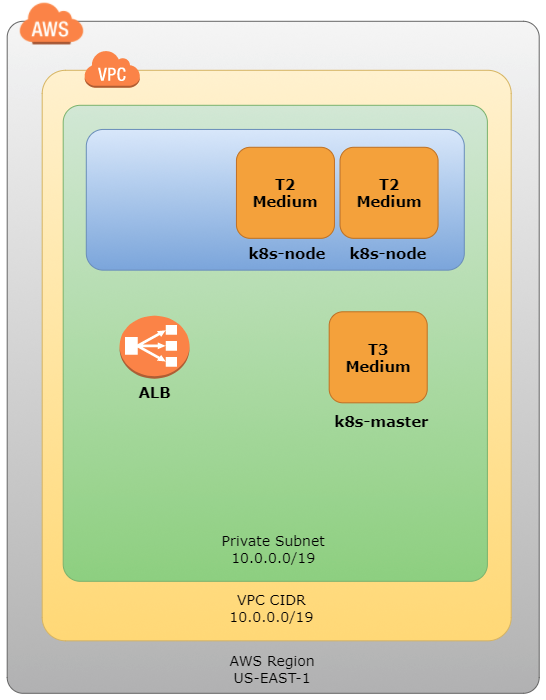 AWS
VPC
T2
Medium
T2
Medium
k8s-node
k8s-node
ALB
T3
Medium
k8s-master
Private Subnet
10.0.0.0/19
VPC CIDR
10.0.0.0/19
AWS Region
US-EAST-1